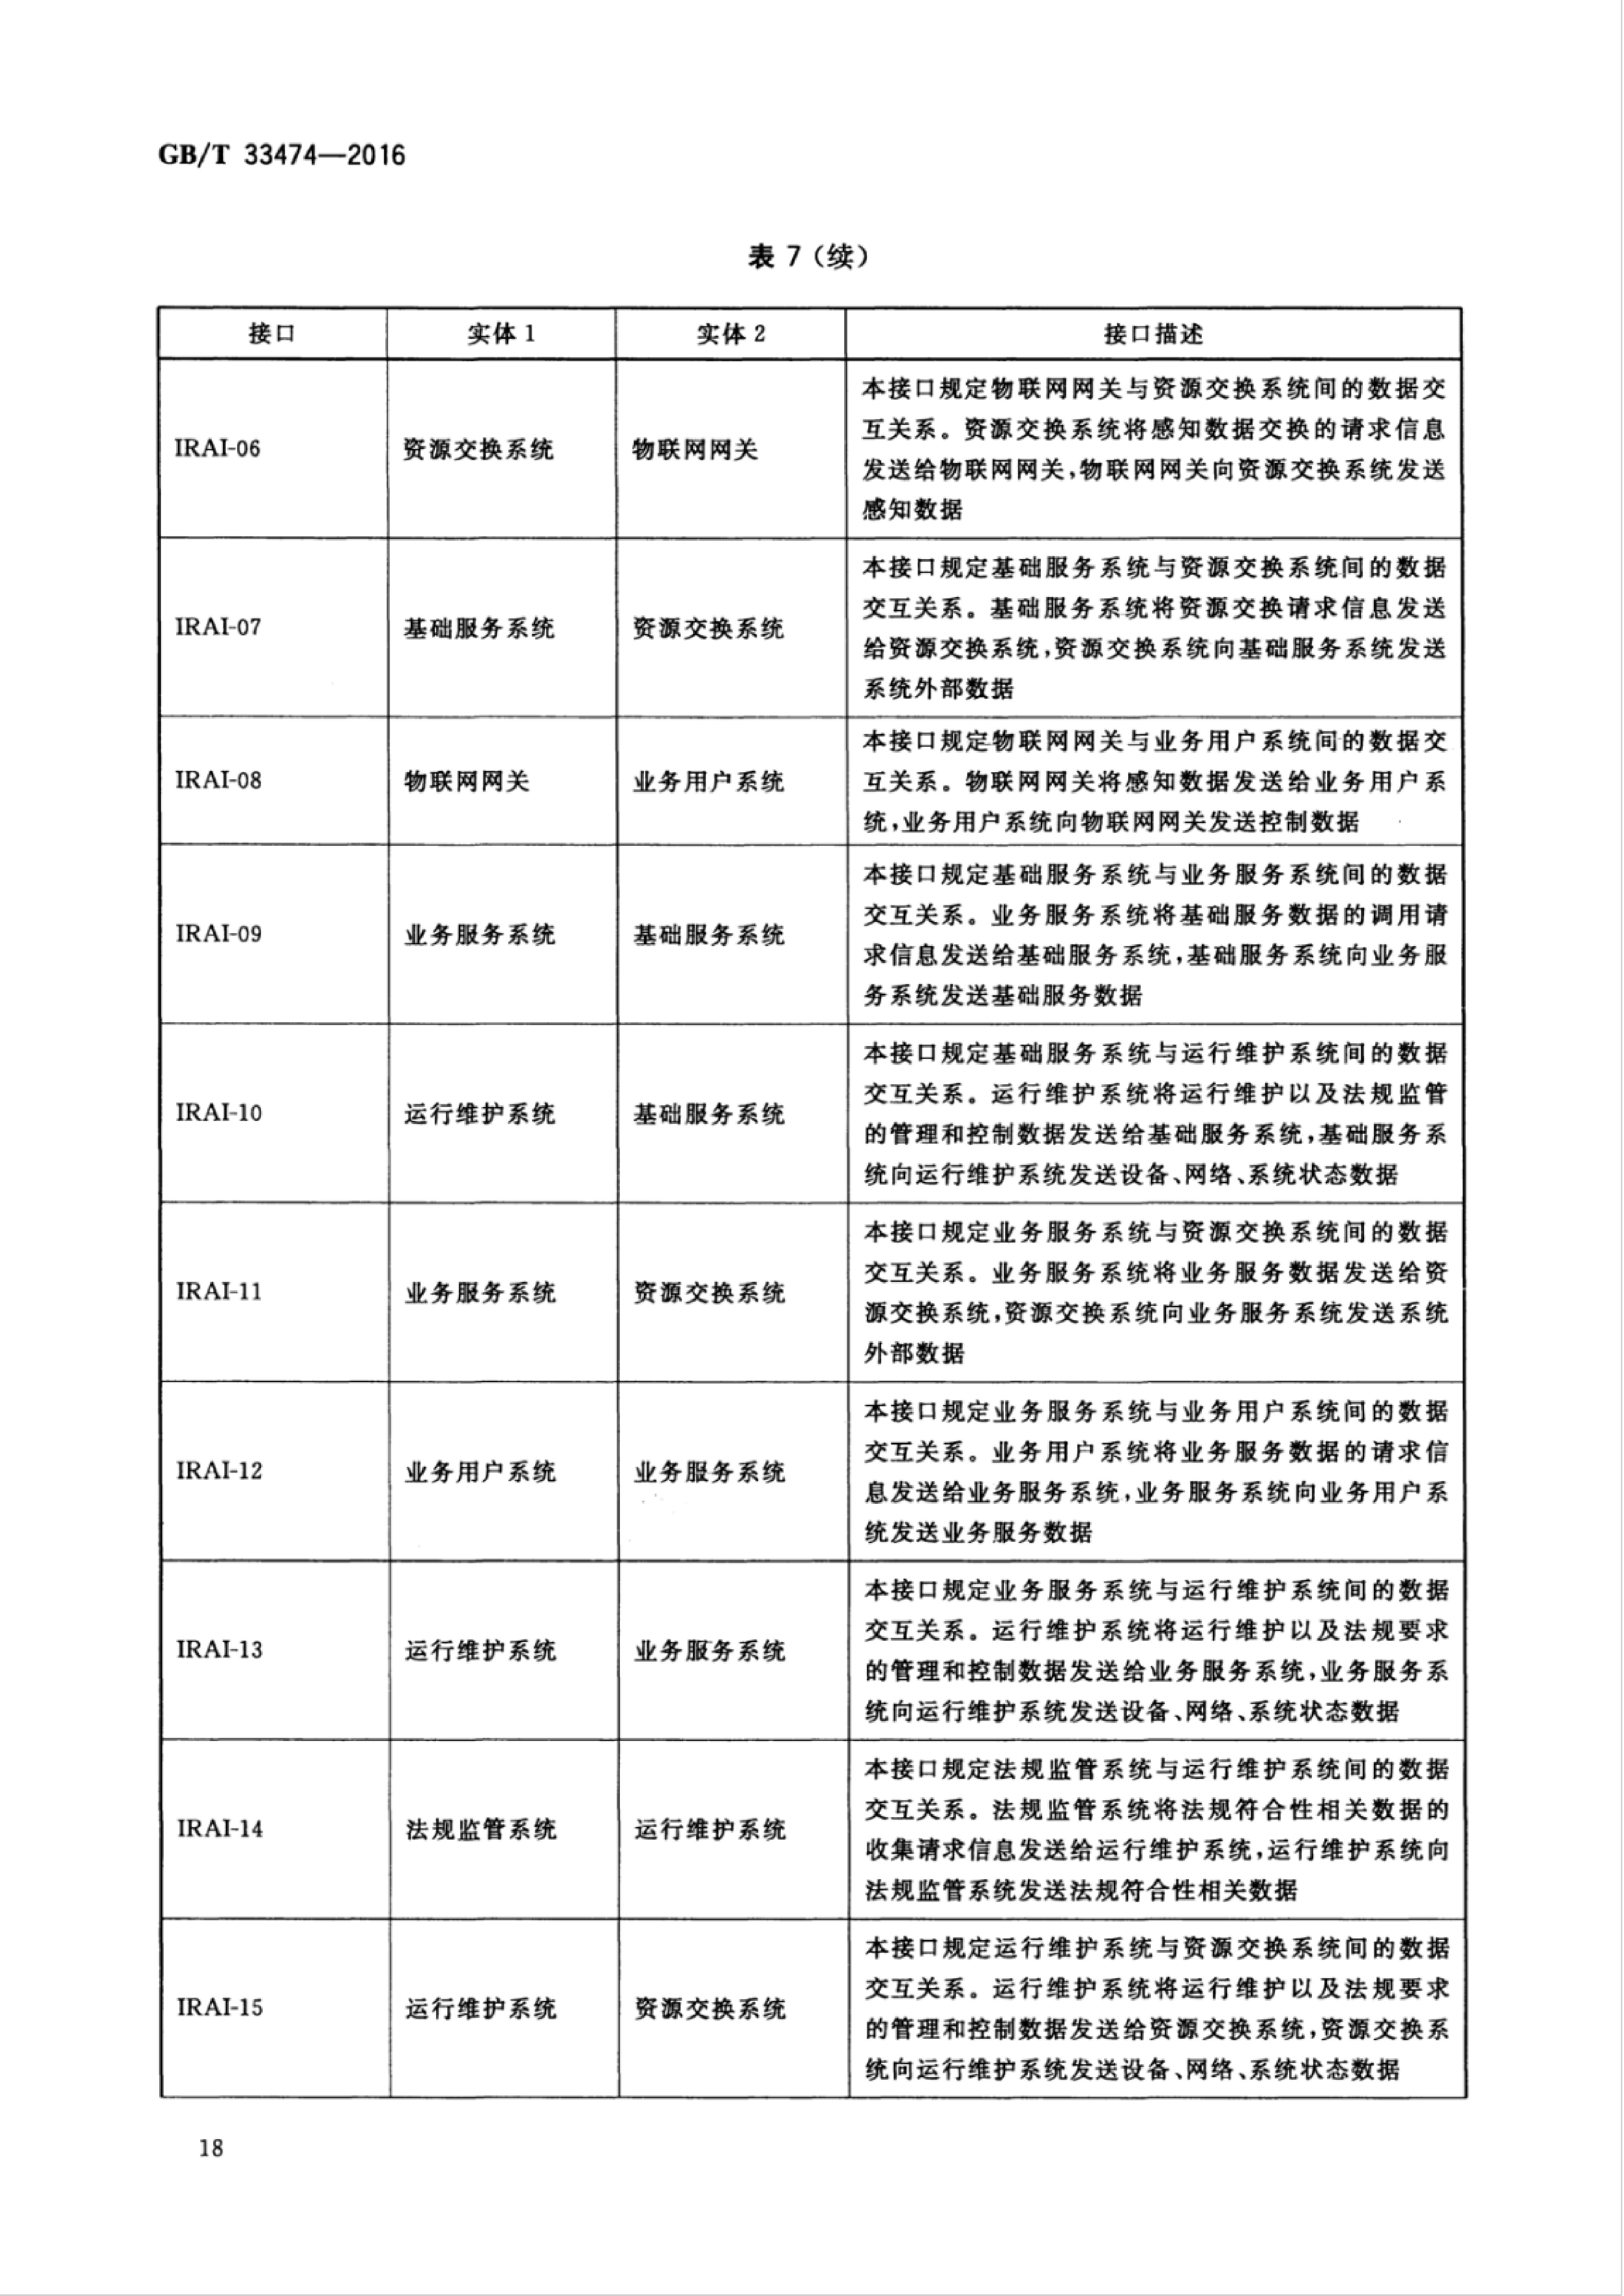 GB/T 33474—2016
表 7（续）
接口 实体 1 实体 2 接口描述
IRAI-06 资源交换系统 物联网网关
本接口规定物联网网关与资源交换系统间的数据交
互关系。资源交换系统将感知数据交换的请求信息
发送给物联网网关,物联网网关向资源交换系统发送
感知数据
IRAI-07 基础服务系统 资源交换系统
本接口规定基础服务系统与资源交换系统间的数据
交互关系。基础服务系统将资源交换请求信息发送
给资源交换系统,资源交换系统向基础服务系统发送
系统外部数据
IRAI-08 物联网网关 业务用户系统
本接口规定物联网网关与业务用户系统间的数据交
互关系。物联网网关将感知数据发送给业务用户系
统,业务用户系统向物联网网关发送控制数据
IRAI-09 业务服务系统 基础服务系统
本接口规定基础服务系统与业务服务系统间的数据
交互关系。业务服务系统将基础服务数据的调用请
求信息发送给基础服务系统,基础服务系统向业务服
务系统发送基础服务数据
IRAI-10 运行维护系统 基础服务系统
本接口规定基础服务系统与运行维护系统间的数据
交互关系。运行维护系统将运行维护以及法规监管
的管理和控制数据发送给基础服务系统,基础服务系
统向运行维护系统发送设备、网络、系统状态数据
IRAI-11 业务服务系统 资源交换系统
本接口规定业务服务系统与资源交换系统间的数据
交互关系。业务服务系统将业务服务数据发送给资
源交换系统,资源交换系统向业务服务系统发送系统
外部数据
IRAI-12 业务用户系统 业务服务系统
本接口规定业务服务系统与业务用户系统间的数据
交互关系。业务用户系统将业务服务数据的请求信
息发送给业务服务系统,业务服务系统向业务用户系
统发送业务服务数据
IRAI-13 运行维护系统 业务服务系统
本接口规定业务服务系统与运行维护系统间的数据
交互关系。运行维护系统将运行维护以及法规要求
的管理和控制数据发送给业务服务系统,业务服务系
统向运行维护系统发送设备、网络、系统状态数据
IRAI-14 法规监管系统 运行维护系统
本接口规定法规监管系统与运行维护系统间的数据
交互关系。法规监管系统将法规符合性相关数据的
收集请求信息发送给运行维护系统,运行维护系统向
法规监管系统发送法规符合性相关数据
IRAI-15 运行维护系统 资源交换系统
本接口规定运行维护系统与资源交换系统间的数据
交互关系。运行维护系统将运行维护以及法规要求
的管理和控制数据发送给资源交换系统,资源交换系
统向运行维护系统发送设备、网络、系统状态数据
18